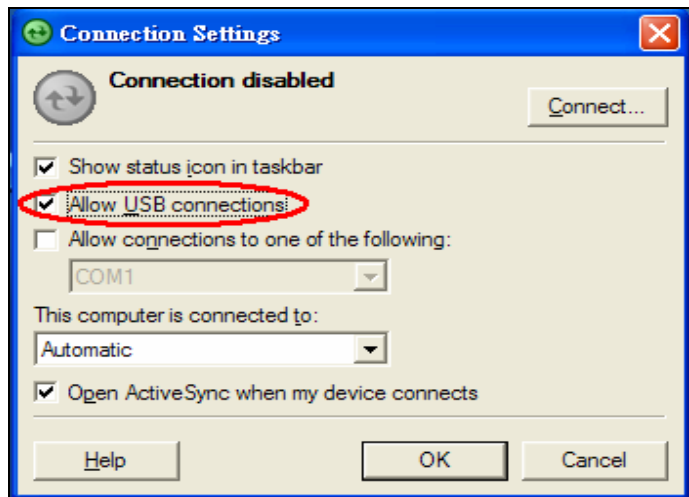 Connection Settings
Connection disabled
Connect...
Show status icon in taskbar
Allow USB connections
Allow connections to one of the following:
COM1
This computer is connected to:
Automatic
Open ActiveSync when my device connects
Help OK Cancel